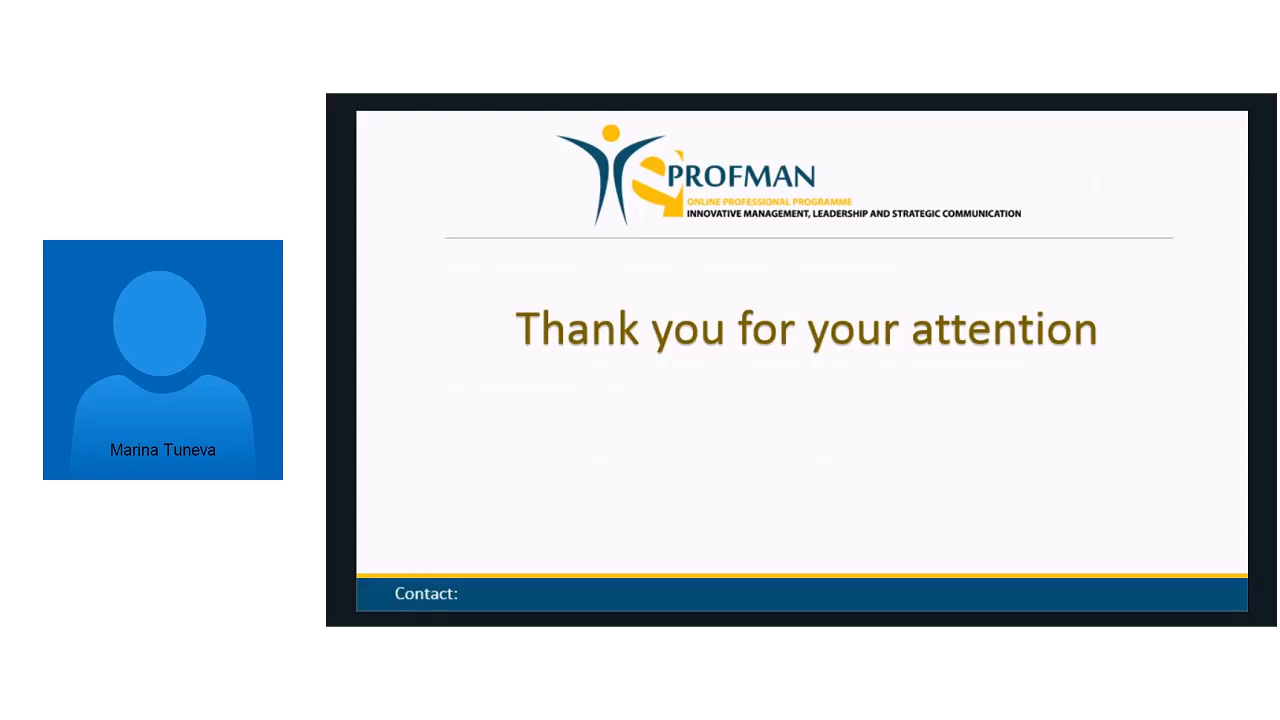 PROFMAN
ONLINE PROFESSIONAL PROGRAMME
INNOVATIVE MANAGEMENT, LEADERSHIP AND STRATEGIC COMMUNICATION
Thank you for your attention
Marina Tuneva
Contact: